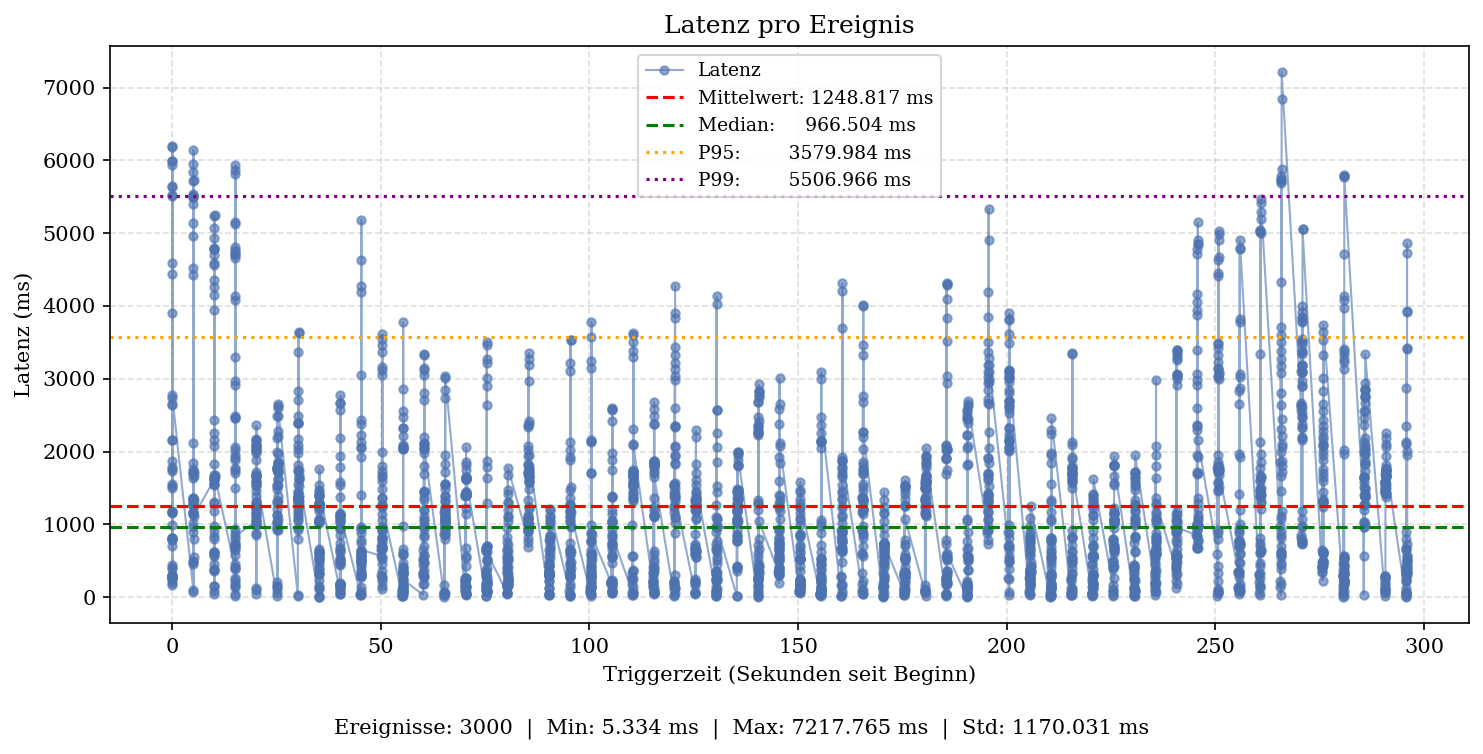 Latenz pro Ereignis
Latenz
Mittelwert: 1248.817 ms
Median: 966.504 ms
P95: 3579.984 ms
P99: 5506.966 ms
Latenz (ms)
7000
6000
5000
4000
3000
2000
1000
0
0 50 100 150 200 250 300
Triggerzeit (Sekunden seit Beginn)
Ereignisse: 3000 | Min: 5.334 ms | Max: 7217.765 ms | Std: 1170.031 ms